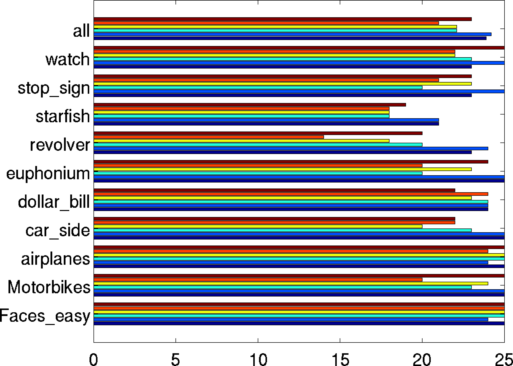 all
watch
stop_sign
starfish
revolver
euphonium
dollar_bill
car_side
airplanes
Motorbikes
Faces_easy
0 5 10 15 20 25